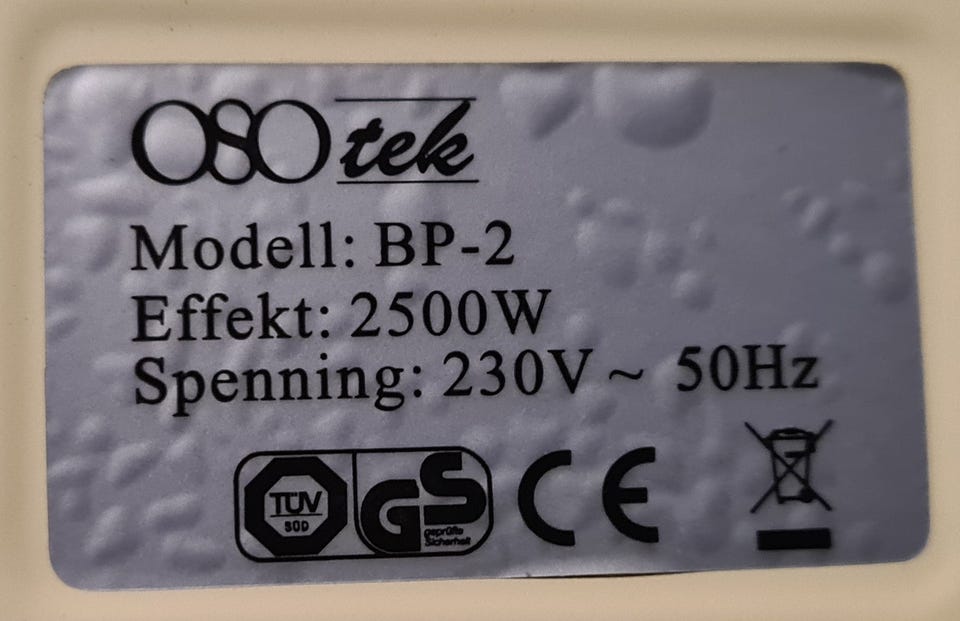 OSO tek
Modell: BP-2
Effekt: 2500W
Spenning: 230V ~ 50Hz
TÜV
SÜD
GS
geprüfte
Sicherheit
CE